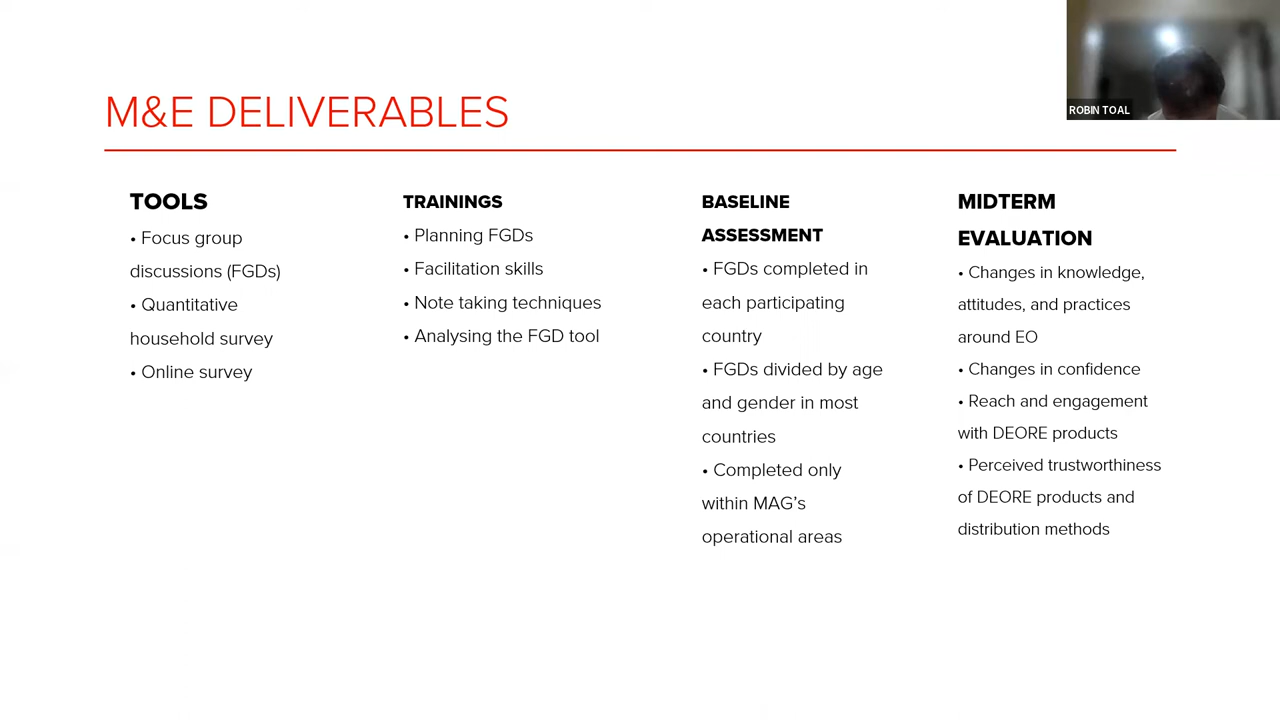 M&E DELIVERABLES
ROBIN TOAL
TOOLS
• Focus group
discussions (FGDs)
• Quantitative
household survey
• Online survey
TRAININGS
• Planning FGDs
• Facilitation skills
• Note taking techniques
• Analysing the FGD tool
BASELINE
ASSESSMENT
• FGDs completed in
each participating
country
• FGDs divided by age
and gender in most
countries
• Completed only
within MAG’s
operational areas
MIDTERM
EVALUATION
• Changes in knowledge,
attitudes, and practices
around EO
• Changes in confidence
• Reach and engagement
with DEORE products
• Perceived trustworthiness
of DEORE products and
distribution methods